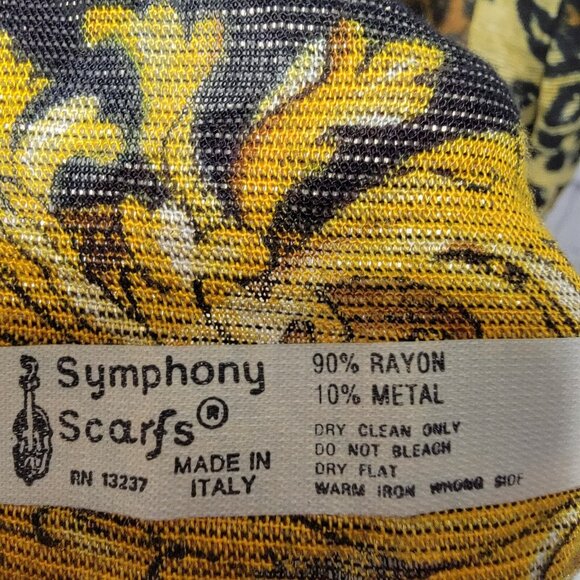 Symphony
Scarfs®
RN 13237
MADE IN
ITALY
90% RAYON
10% METAL
DRY CLEAN ONLY
DO NOT BLEACH
DRY FLAT
WARM IRON WRONG SIDE